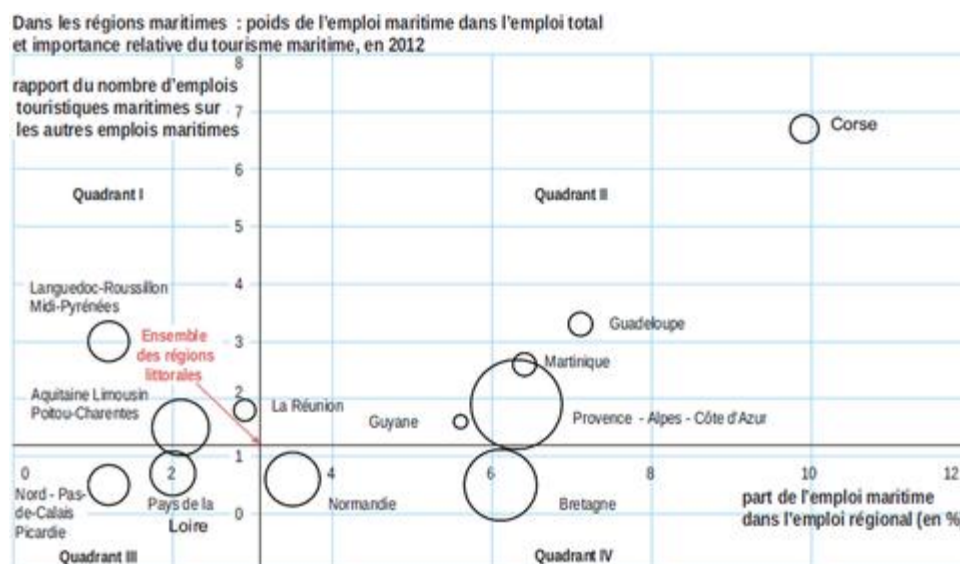 Dans les régions maritimes : poids de l'emploi maritime dans l'emploi total
et importance relative du tourisme maritime, en 2012
8
rapport du nombre d'emplois
touristiques maritimes sur
7
les autres emplois maritimes
Corse
6
Quadrant I
Quadrant II
5
4
Languedoc-Roussillon
Midi-Pyrénées
Ensemble
des régions
littorales
3
Guadeloupe
Martinique
2
Aquitaine Limousin
Poitou-Charentes
La Réunion
Guyane
Provence - Alpes - Côte d'Azur
1
0
2
4
6
8
10
12
Nord - Pas-
de-Calais
Picardie
Pays de la
Loire
0
Normandie
Bretagne
part de l'emploi maritime
dans l'emploi régional (en %
Quadrant III
Quadrant IV